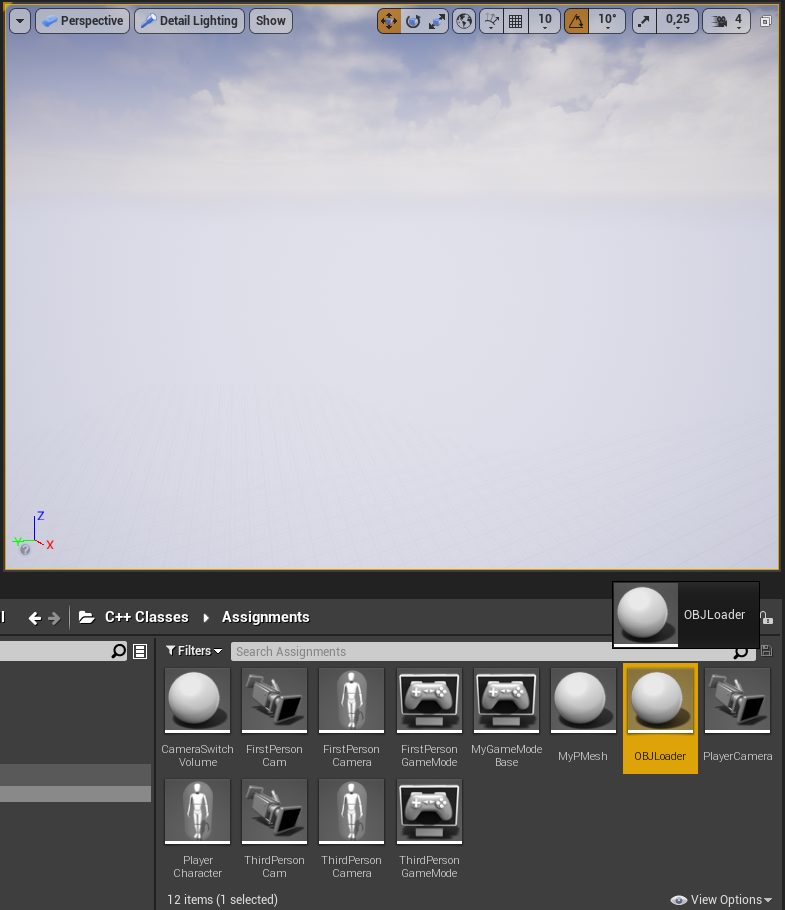 Perspective Detail Lighting Show 10 10° 0,25 4
Z
Y X
?
OBJLoader
C++ Classes Assignments
Filters Search Assignments
CameraSwitch
Volume
FirstPerson
Cam
FirstPerson
Camera
FirstPerson
GameMode
MyGameMode
Base
MyPMesh
OBJLoader
PlayerCamera
Player
Character
ThirdPerson
Cam
ThirdPerson
Camera
ThirdPerson
GameMode
12 items (1 selected) View Options